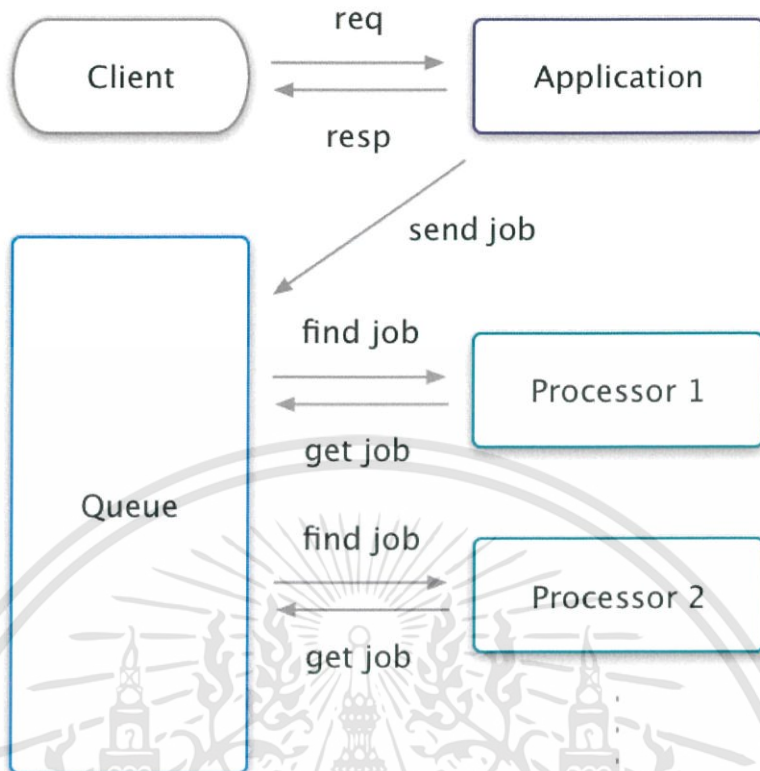 req
Client
Application
resp
send job
find job
Processor 1
get job
Queue
find job
Processor 2
get job